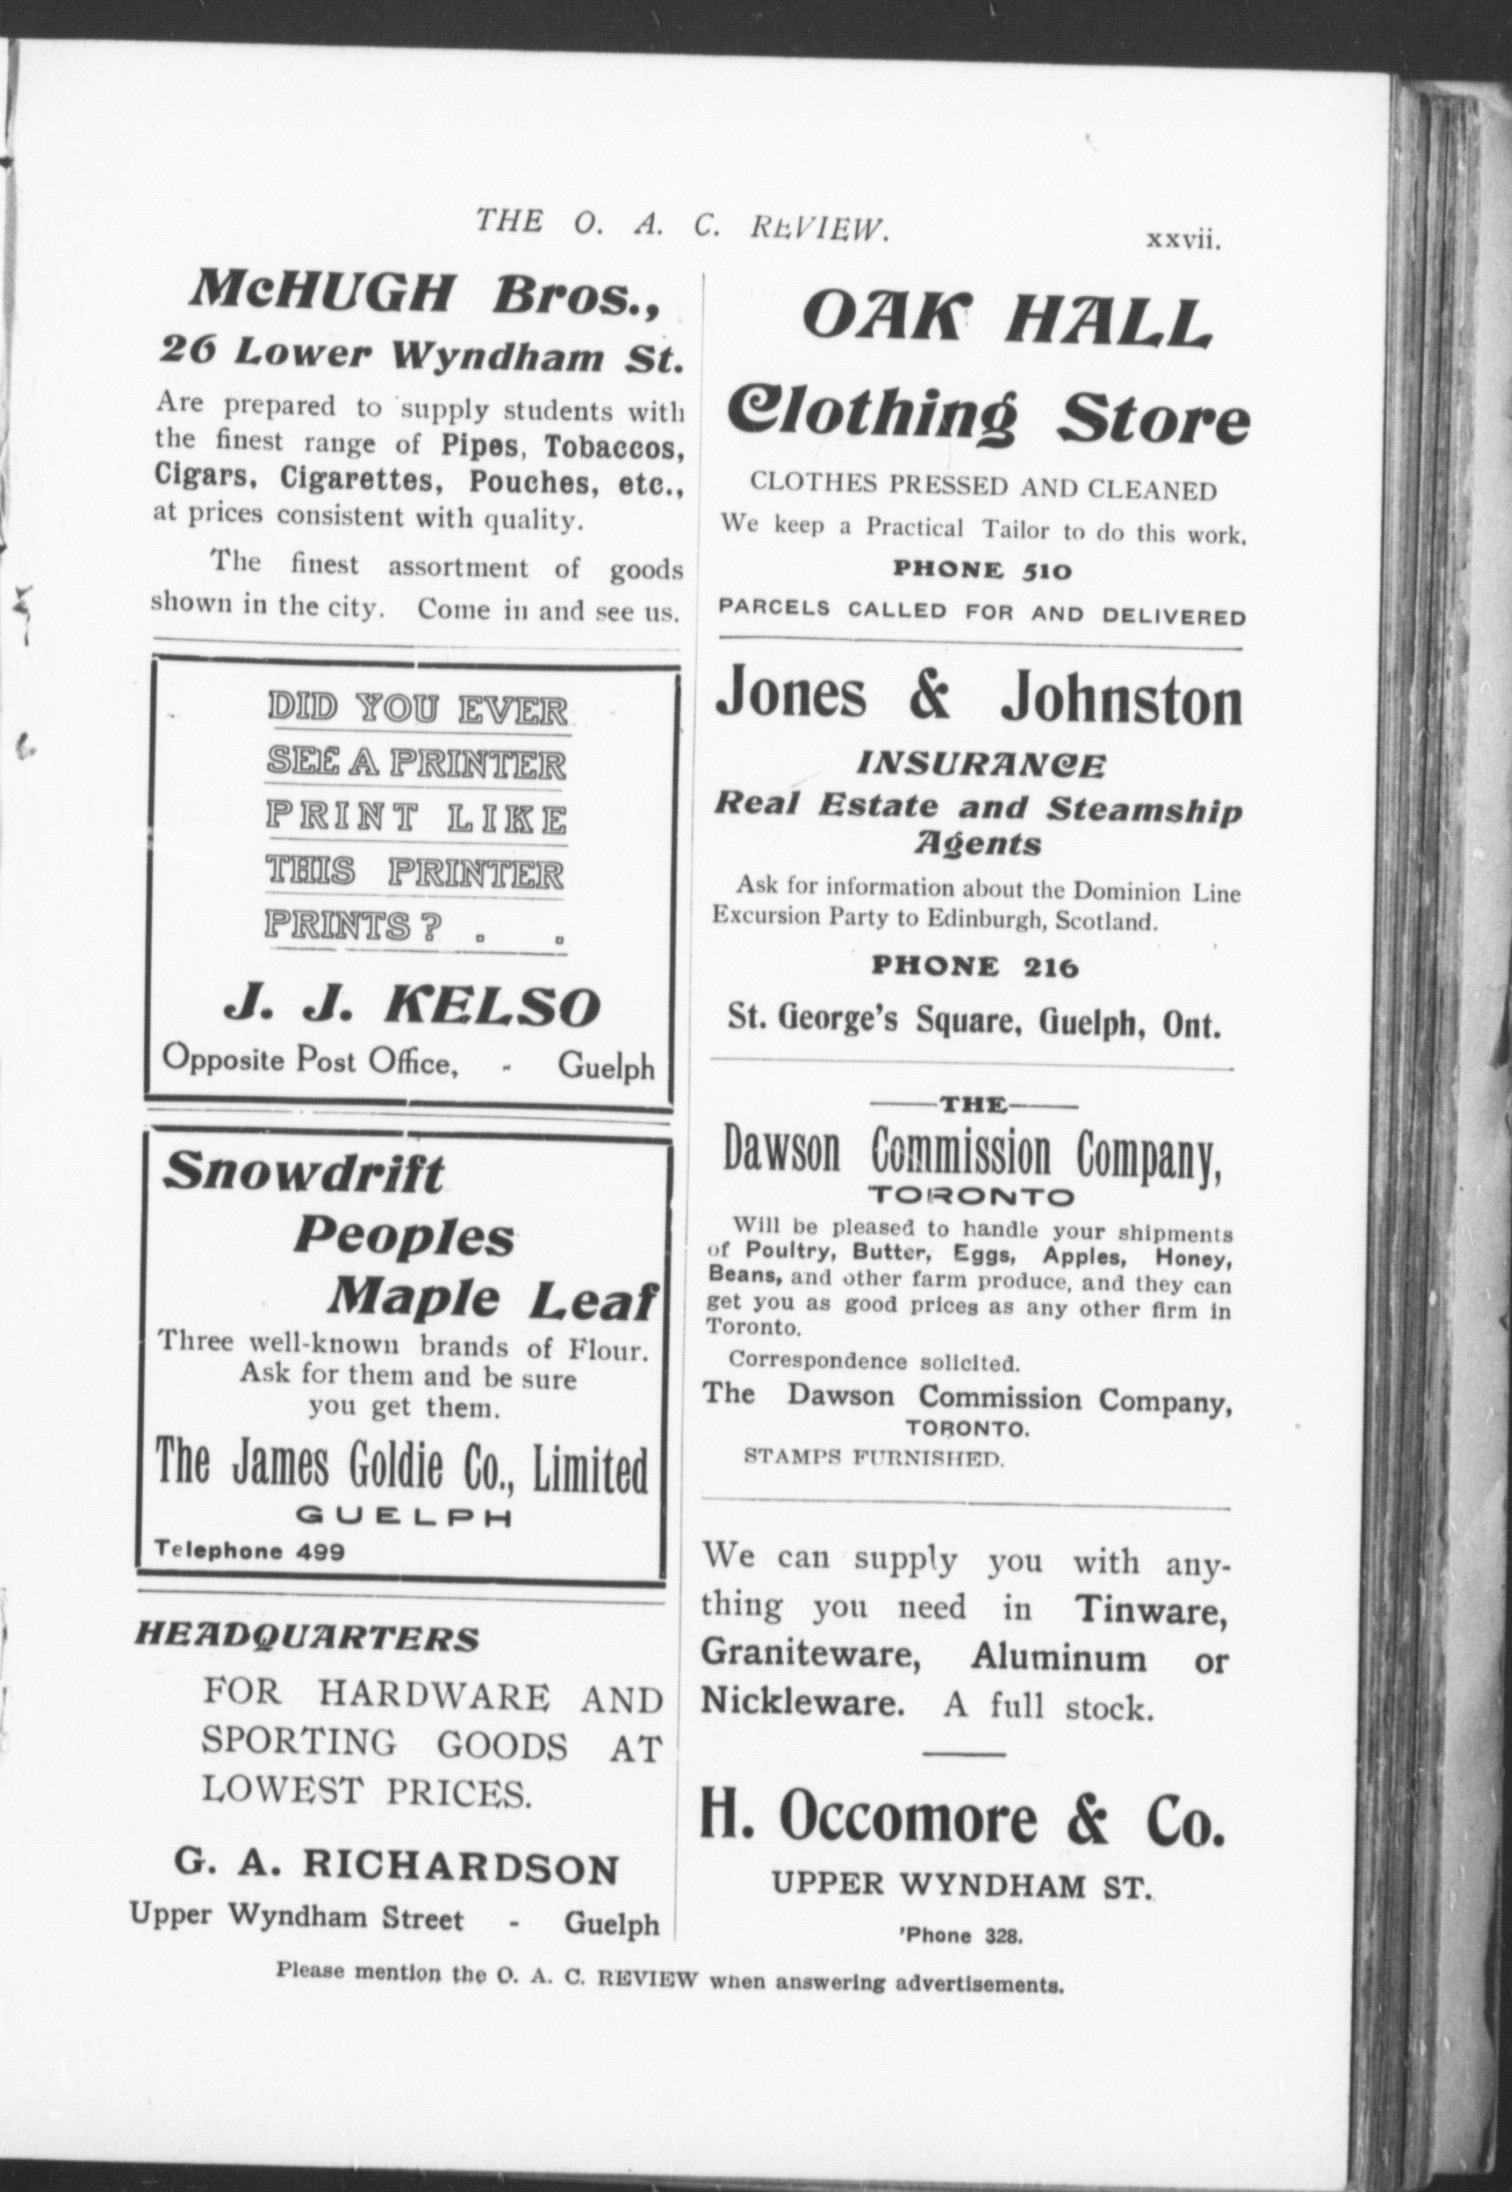 THE O. A. C. REVIEW.
xxvii.
McHUGH Bros.,
26 Lower Wyndham St.
Are prepared to supply students with
the finest range of Pipes, Tobaccos,
Cigars, Cigarettes, Pouches, etc.,
at prices consistent with quality.
The finest assortment of goods
shown in the city. Come in and see us.
DID YOU EVER
SEE A PRINTER
PRINT LIKE
THIS PRINTER
PRINTS? . .
J. J. KELSO
Opposite Post Office, - Guelph
Snowdrift
Peoples
Maple Leaf
Three well-known brands of Flour.
Ask for them and be sure
you get them.
The James Goldie Co., Limited
GUELPH
Telephone 499
HEADQUARTERS
FOR HARDWARE AND
SPORTING GOODS AT
LOWEST PRICES.
G. A. RICHARDSON
Upper Wyndham Street - Guelph
OAK HALL
Clothing Store
CLOTHES PRESSED AND CLEANED
We keep a Practical Tailor to do this work.
PHONE 510
PARCELS CALLED FOR AND DELIVERED
Jones & Johnston
INSURANCE
Real Estate and Steamship
Agents
Ask for information about the Dominion Line
Excursion Party to Edinburgh, Scotland.
PHONE 216
St. George's Square, Guelph, Ont.
—THE—
Dawson Commission Company,
TORONTO
Will be pleased to handle your shipments
of Poultry, Butter, Eggs, Apples, Honey,
Beans, and other farm produce, and they can
get you as good prices as any other firm in
Toronto.
Correspondence solicited.
The Dawson Commission Company,
TORONTO.
STAMPS FURNISHED.
We can supply you with any-
thing you need in Tinware,
Graniteware, Aluminum or
Nickleware. A full stock.
H. Occomore & Co.
UPPER WYNDHAM ST.
'Phone 328.
Please mention the O. A. C. REVIEW when answering advertisements.